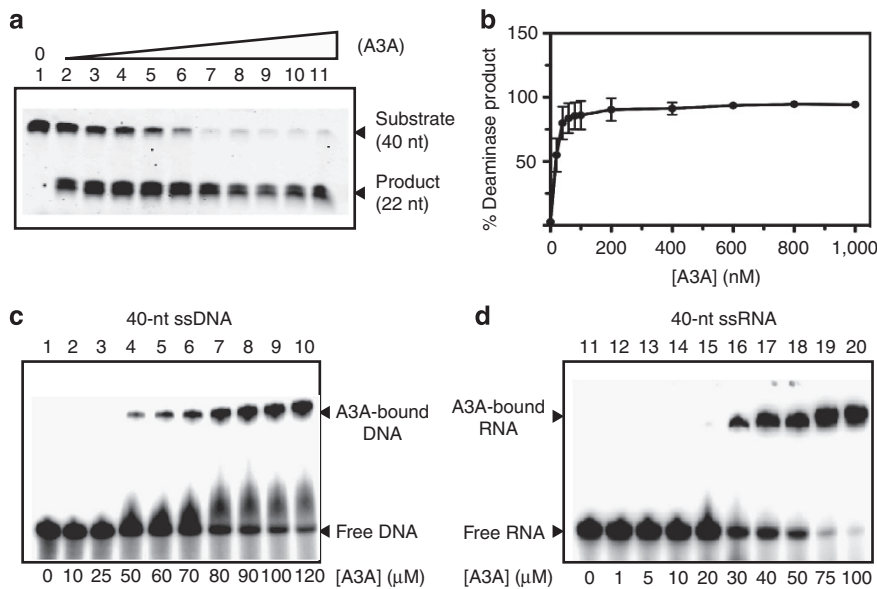 a
0
(A3A)
1 2 3 4 5 6 7 8 9 10 11
Substrate
(40 nt)
Product
(22 nt)
b
% Deaminase product
150
100
50
0 200 400 600 800 1,000
[A3A] (nM)
c
40-nt ssDNA
1 2 3 4 5 6 7 8 9 10
A3A-bound
DNA
Free DNA
0 10 25 50 60 70 80 90 100 120 [A3A] (μM)
d
40-nt ssRNA
11 12 13 14 15 16 17 18 19 20
A3A-bound
RNA
Free RNA
[A3A] (μM) 0 1 5 10 20 30 40 50 75 100